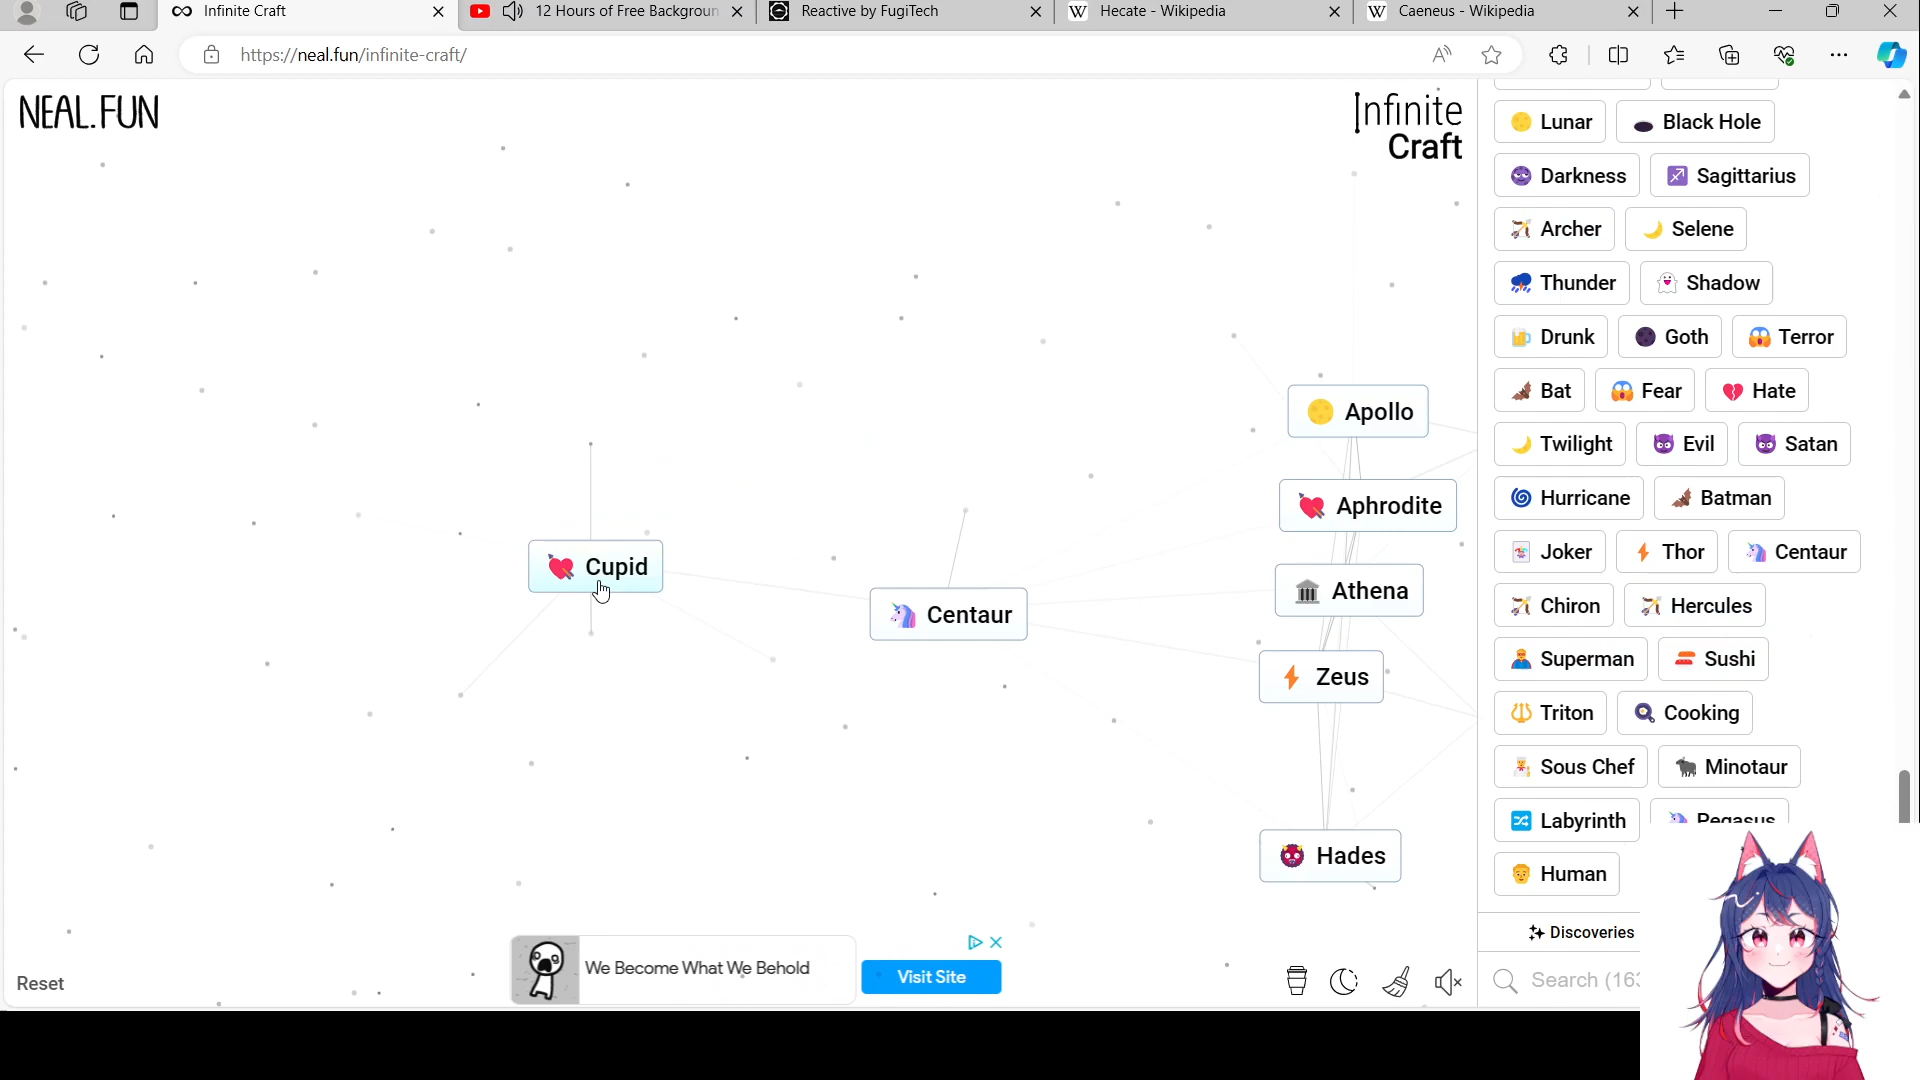 Infinite Craft
12 Hours of Free Backgroun
Reactive by FugiTech
Hecate - Wikipedia
Caeneus - Wikipedia
https://neal.fun/infinite-craft/
NEAL.FUN
Infinite
Craft
Cupid
Centaur
Apollo
Aphrodite
Athena
Zeus
Hades
Lunar Black Hole
Darkness Sagittarius
Archer Selene
Thunder Shadow
Drunk Goth Terror
Bat Fear Hate
Twilight Evil Satan
Hurricane Batman
Joker Thor Centaur
Chiron Hercules
Superman Sushi
Triton Cooking
Sous Chef Minotaur
Labyrinth Pegasus
Human
Discoveries
Search (163
We Become What We Behold
Visit Site
Reset